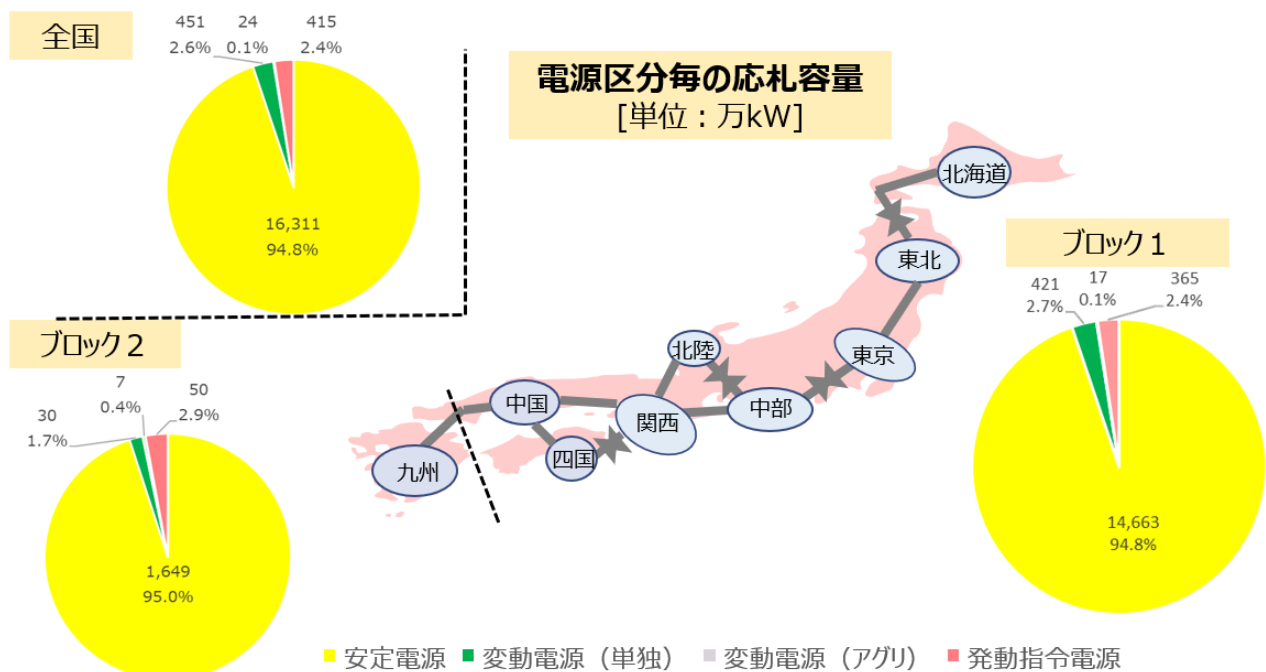 全国
451 24 415
2.6% 0.1% 2.4%
16,311
94.8%
電源区分毎の応札容量
[単位：万kW]
北海道
東北
東京
北陸
中部
関西
中国
四国
九州
ブロック１
421 17 365
2.7% 0.1% 2.4%
14,663
94.8%
ブロック２
30 7 50
1.7% 0.4% 2.9%
1,649
95.0%
安定電源 変動電源（単独） 変動電源（アグリ） 発動指令電源